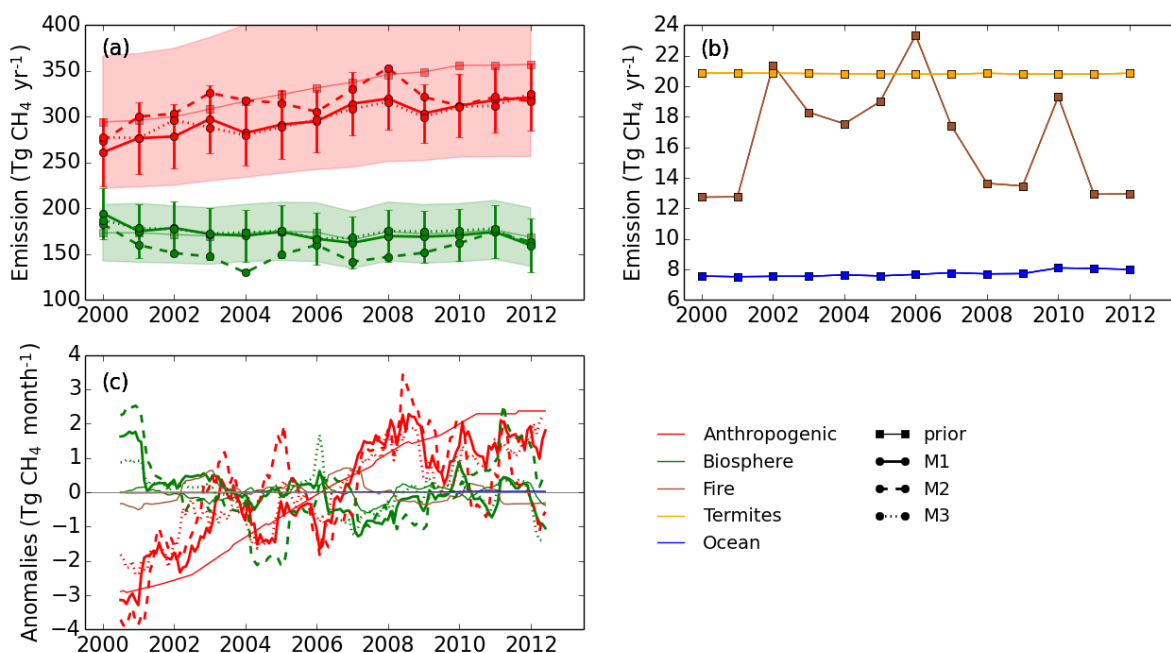 (a)
Emission (Tg CH4 yr-1)
400
350
300
250
200
150
100
2000 2002 2004 2006 2008 2010 2012
(b)
Emission (Tg CH4 yr-1)
24
22
20
18
16
14
12
10
8
6
2000 2002 2004 2006 2008 2010 2012
(c)
Anomalies (Tg CH4 month-1)
4
3
2
1
0
−1
−2
−3
−4
2000 2002 2004 2006 2008 2010 2012
Anthropogenic
Biosphere
Fire
Termites
Ocean
prior
M1
M2
M3